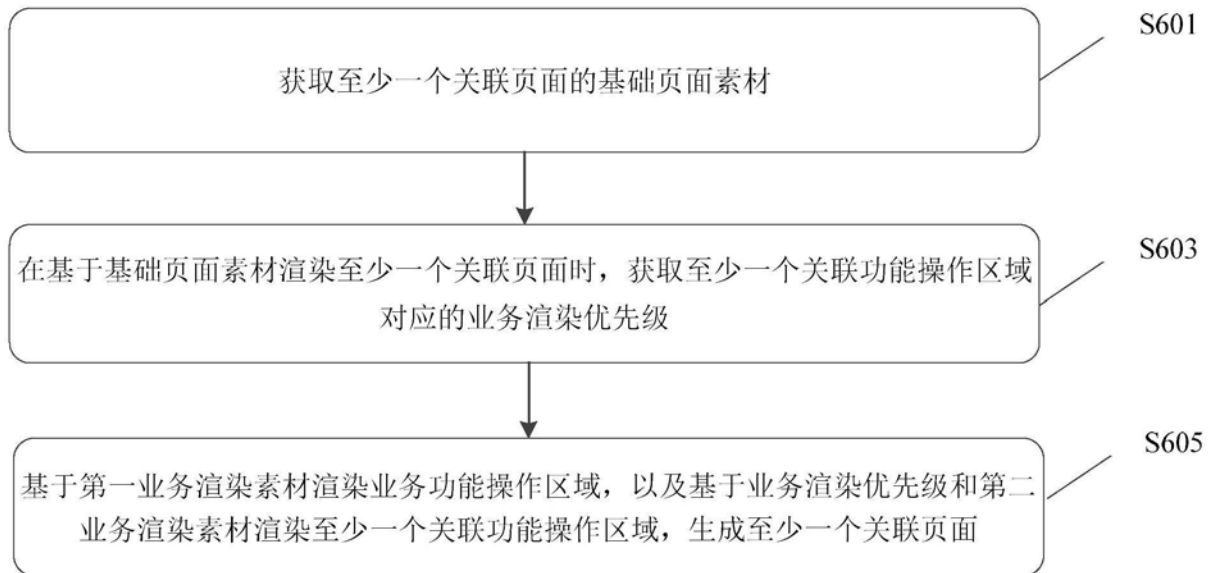 S601
获取至少一个关联页面的基础页面素材
S603
在基于基础页面素材渲染至少一个关联页面时，获取至少一个关联功能操作区域
对应的业务渲染优先级
S605
基于第一业务渲染素材渲染业务功能操作区域，以及基于业务渲染优先级和第二
业务渲染素材渲染至少一个关联功能操作区域，生成至少一个关联页面